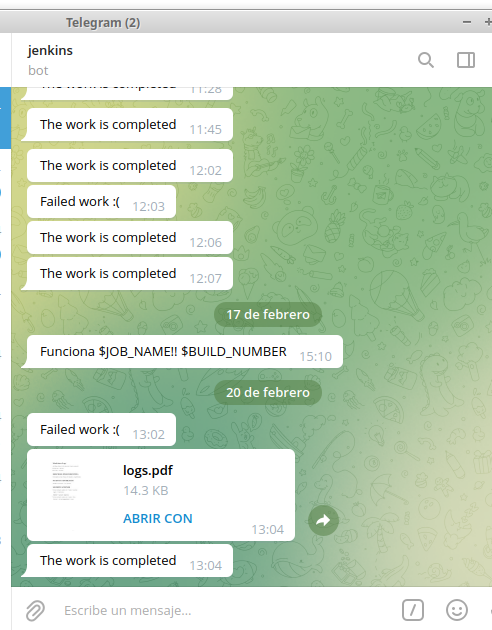 Telegram (2)
jenkins
bot
The work is completed 11:28
The work is completed 11:45
The work is completed 12:02
Failed work :( 12:03
The work is completed 12:06
The work is completed 12:07
17 de febrero
Funciona $JOB_NAME!! $BUILD_NUMBER 15:10
20 de febrero
Failed work :( 13:02
logs.pdf
14.3 KB
ABRIR CON
13:04
The work is completed 13:04
Escribe un mensaje...